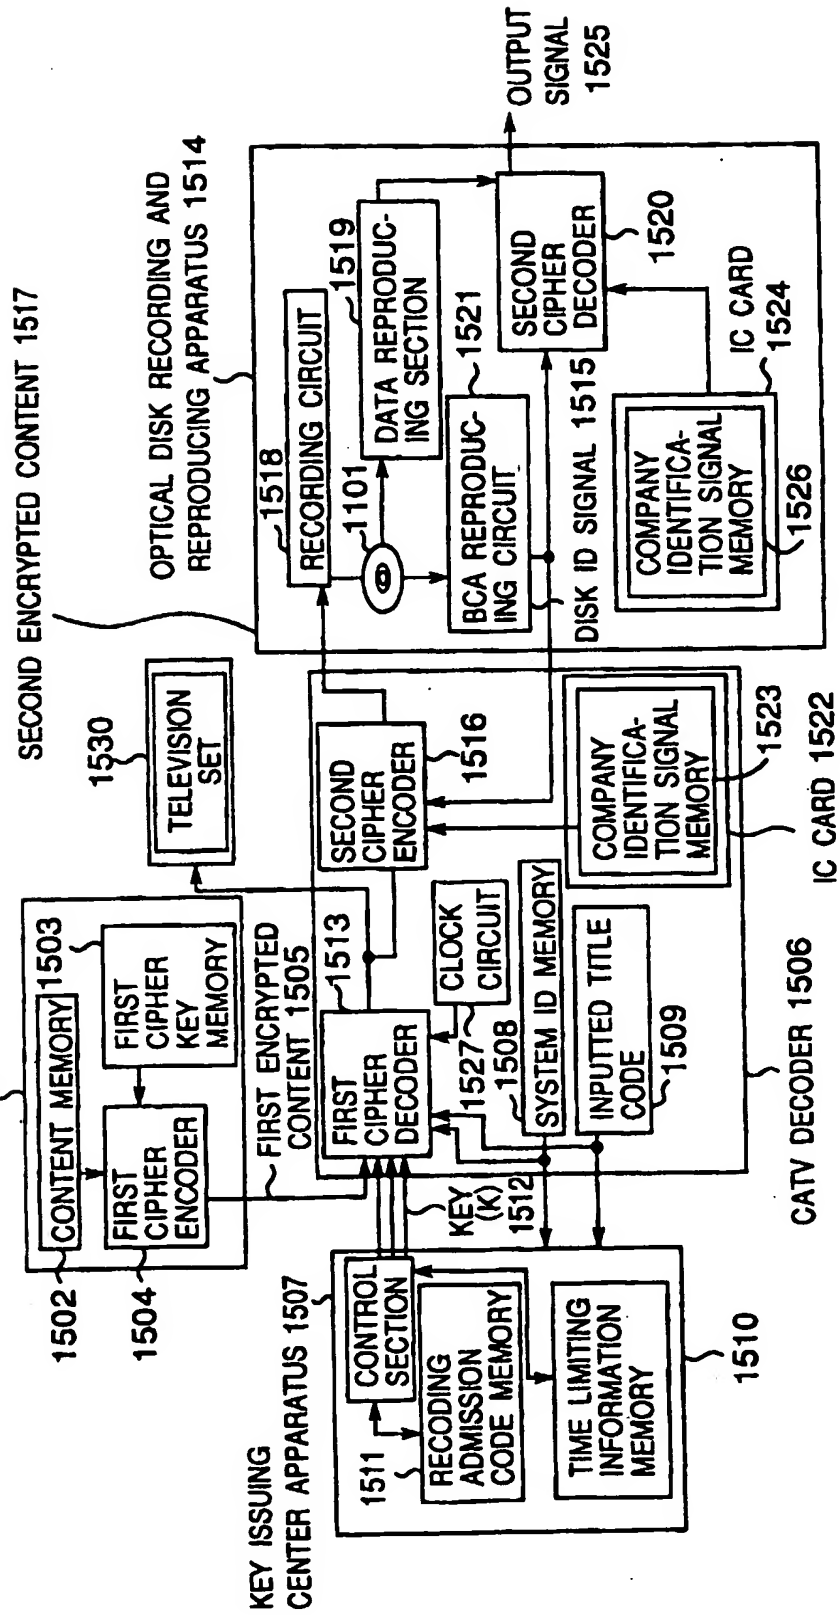 SECOND ENCRYPTED CONTENT 1517
OPTICAL DISK RECORDING AND
REPRODUCING APPARATUS 1514
1502
CONTENT MEMORY
1503
FIRST
CIPHER
KEY
MEMORY
1504
FIRST
CIPHER
ENCODER
FIRST ENCRYPTED
CONTENT 1505
1530
TELEVISION
SET
KEY ISSUING
CENTER APPARATUS 1507
CONTROL
SECTION
1511
RECODING
ADMISSION
CODE MEMORY
TIME LIMITING
INFORMATION
MEMORY
1510
KEY
(K)
1512
1513
FIRST
CIPHER
DECODER
CLOCK
CIRCUIT
1527
1508
SYSTEM ID MEMORY
INPUTTED TITLE
CODE
1509
SECOND
CIPHER
ENCODER
1516
COMPANY
IDENTIFICA-
TION SIGNAL
MEMORY
1523
IC CARD 1522
CATV DECODER 1506
1518
RECORDING CIRCUIT
1101
1519
DATA REPRODUC-
ING SECTION
1521
BCA REPRODUC-
ING CIRCUIT
DISK ID SIGNAL 1515
SECOND
CIPHER
DECODER
1520
OUTPUT
SIGNAL
1525
IC CARD
1524
COMPANY
IDENTIFICA-
TION SIGNAL
MEMORY
1526